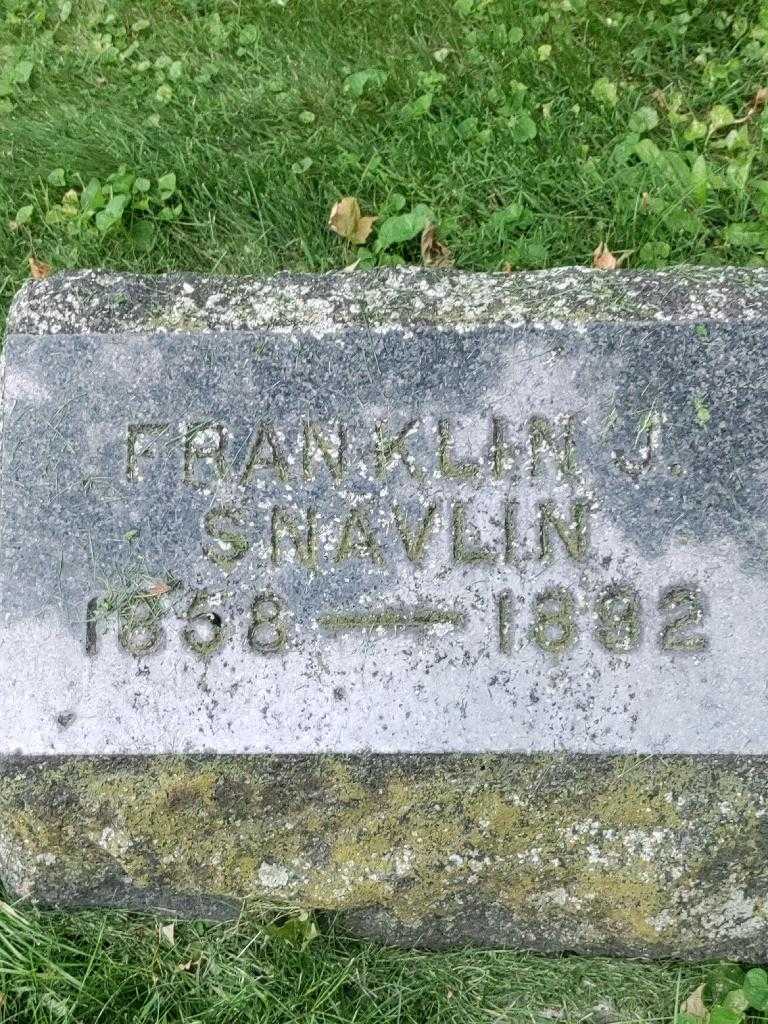 FRANKLIN J.
SNAVLIN
1858 — 1892